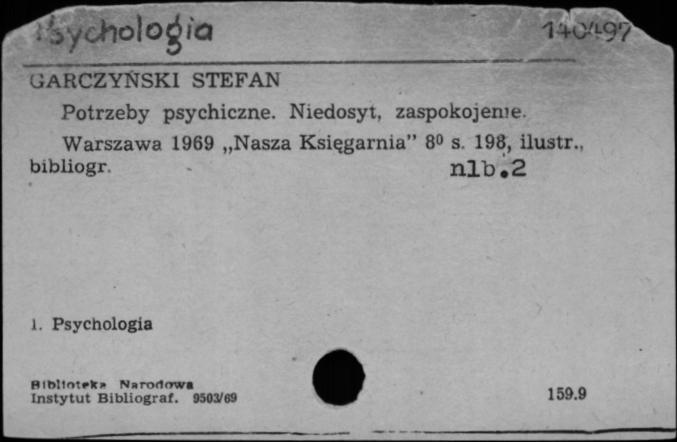 Psychologia 140497
GARCZYŃSKI STEFAN
Potrzeby psychiczne. Niedosyt, zaspokojenie.
Warszawa 1969 „Nasza Księgarnia” 8⁰ s. 198, ilustr.,
bibliogr. nlb.2
1. Psychologia
Biblioteka Narodowa
Instytut Bibliograf. 9503/69 159.9